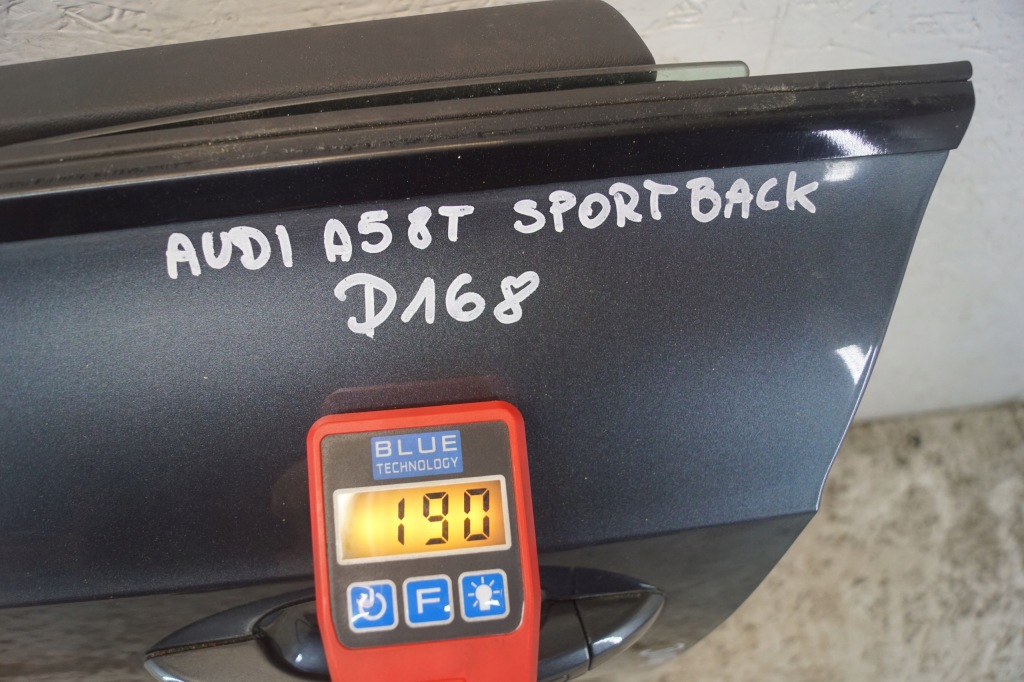 AUDI A5 8T SPORTBACK
D168
BLUE
TECHNOLOGY
190
F